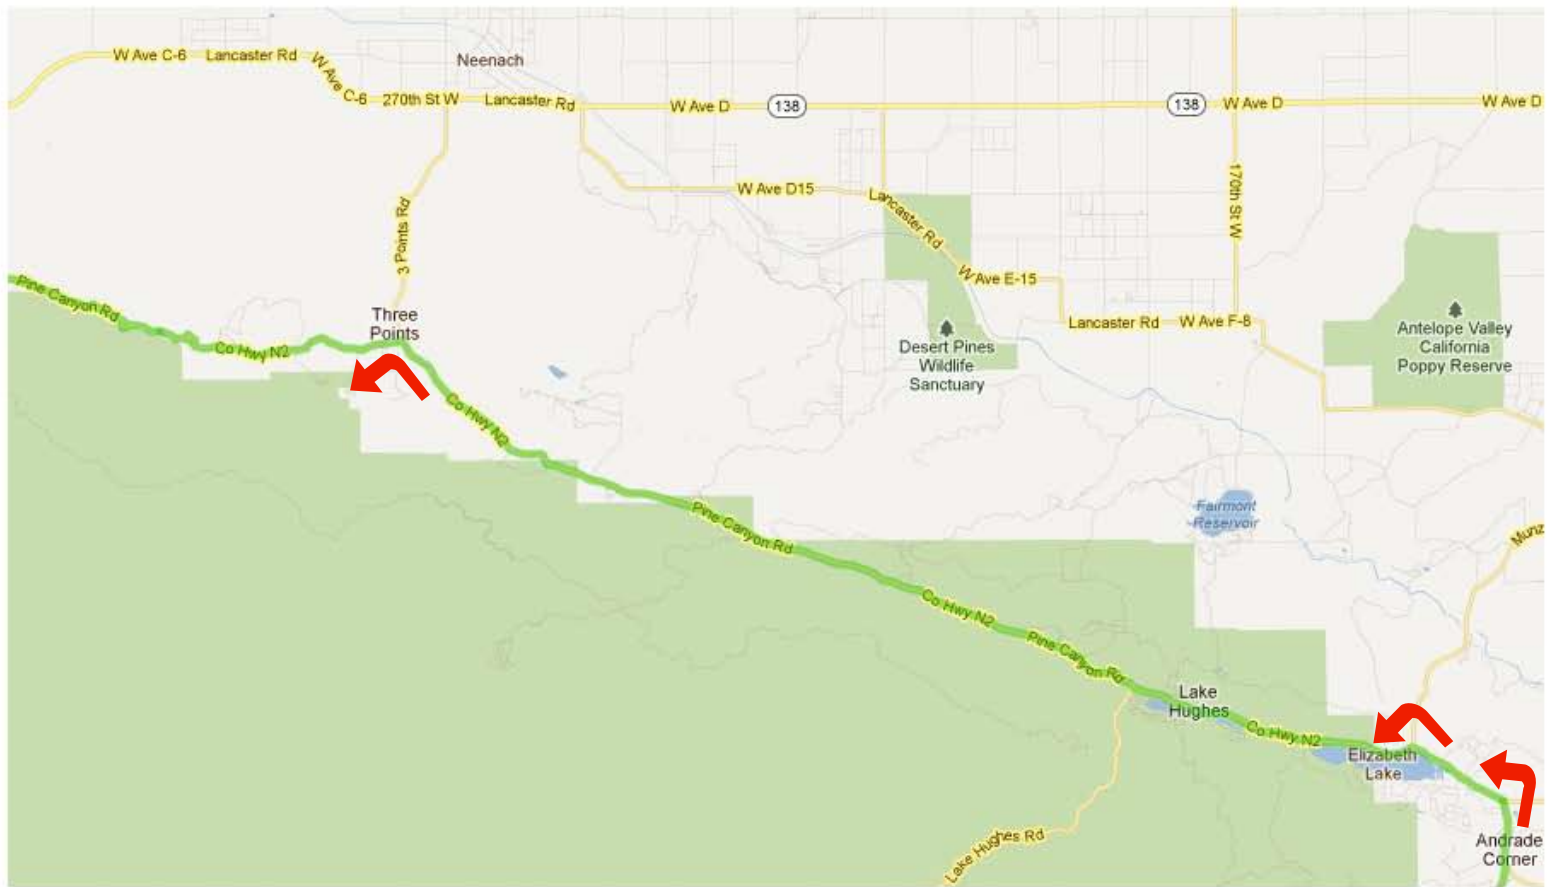 Neenach
W Ave C-6
Lancaster Rd
W Ave C-6
270th St W
Lancaster Rd
W Ave D
138
138
W Ave D
W Ave D
W Ave D15
Lancaster Rd
170th St W
3 Points Rd
W Ave E-15
Pine Canyon Rd
Three
Points
Lancaster Rd
W Ave F-8
Antelope Valley
California
Poppy Reserve
Desert Pines
Wildlife
Sanctuary
Co Hwy N2
Co Hwy N2
Fairmont
Reservoir
Pine Canyon Rd
Munz
Co Hwy N2
Pine Canyon Rd
Lake
Hughes
Co Hwy N2
Elizabeth
Lake
Lake Hughes Rd
Andrade
Corner